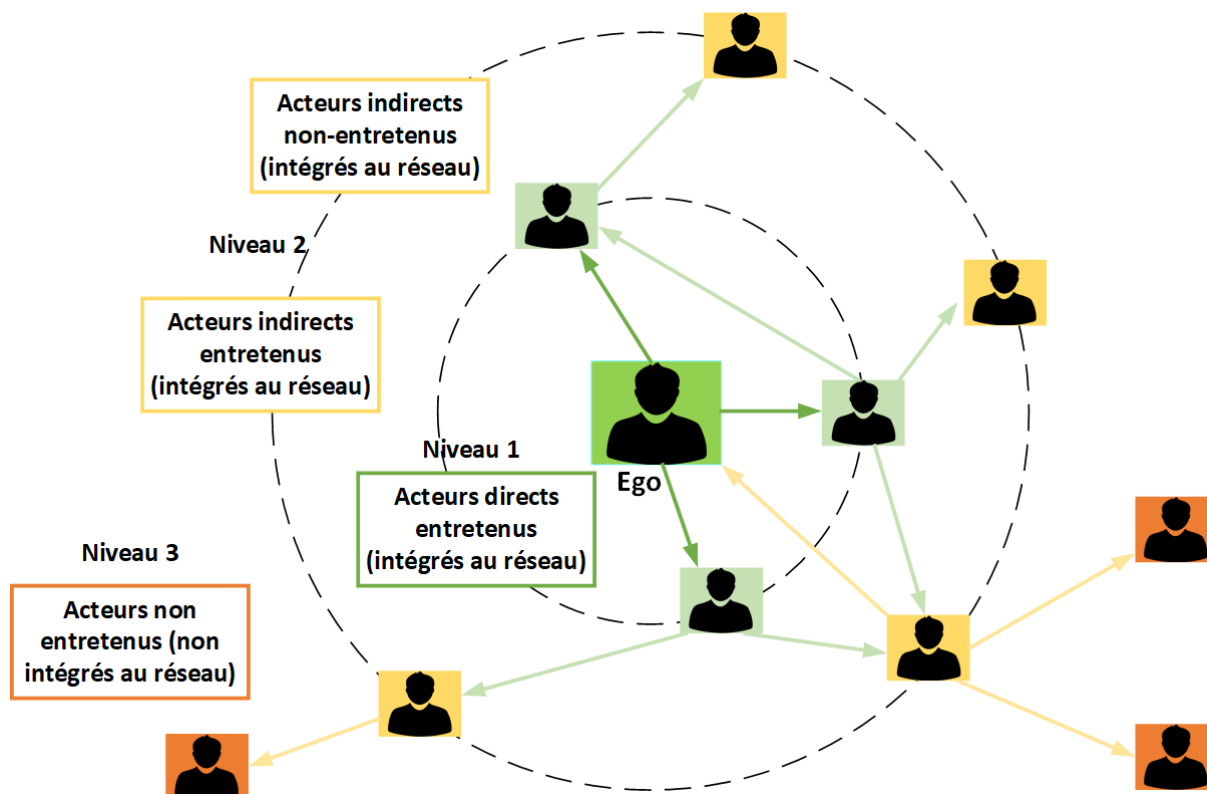 Acteurs indirects
non-entretenus
(intégrés au réseau)
Niveau 2
Acteurs indirects
entretenus
(intégrés au réseau)
Niveau 1
Ego
Acteurs directs
entretenus
(intégrés au réseau)
Niveau 3
Acteurs non
entretenus (non
intégrés au réseau)